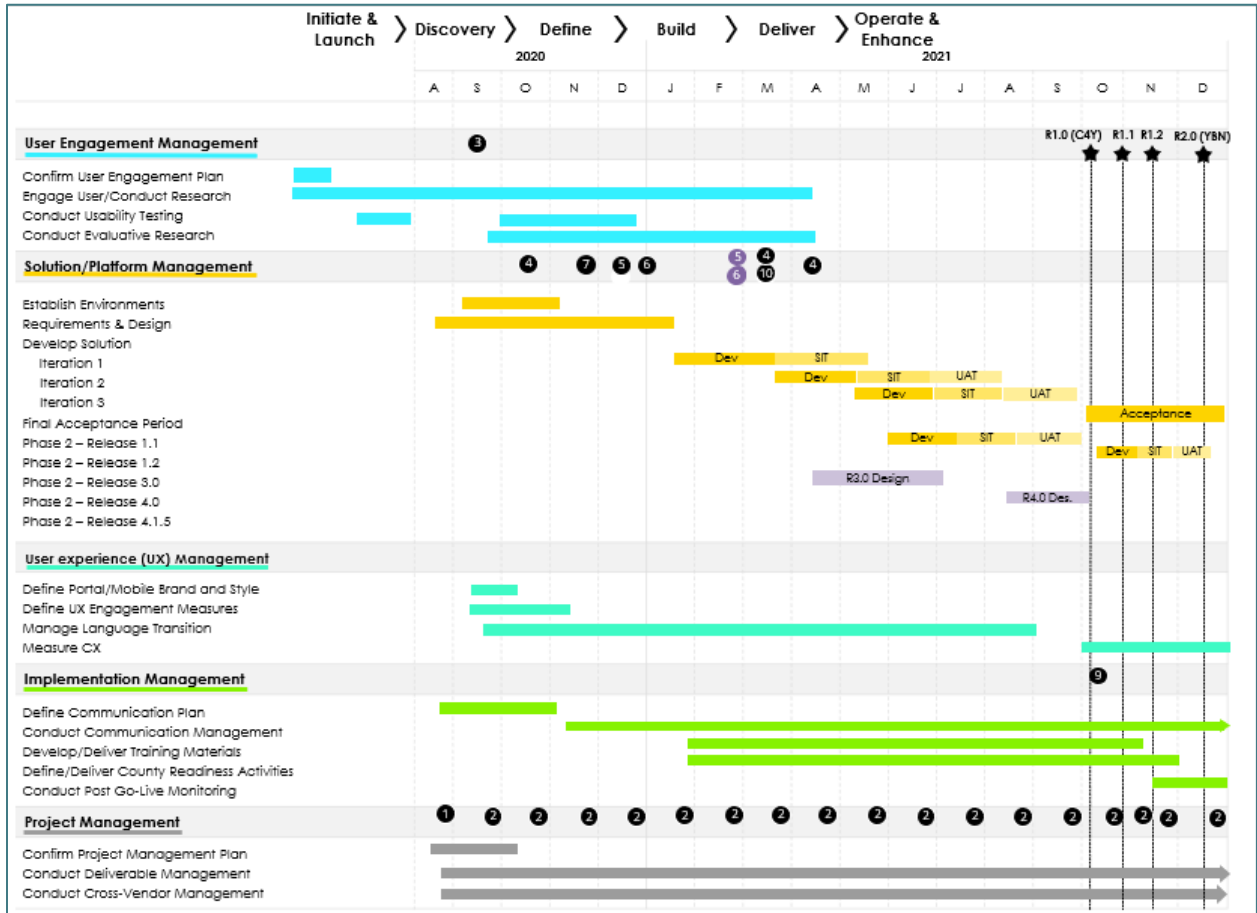 Initiate & Launch Discovery Define Build Deliver Operate & Enhance
2020 2021
A S O N D J F M A M J J A S O N D
User Engagement Management 3 R1.0 (C4Y) R1.1 R1.2 R2.0 (YBN)
Confirm User Engagement Plan
Engage User/Conduct Research
Conduct Usability Testing
Conduct Evaluative Research
Solution/Platform Management 4 7 5 6 5 6 4 10 4
Establish Environments
Requirements & Design
Develop Solution
Iteration 1 Dev SIT
Iteration 2 Dev SIT UAT
Iteration 3 Dev SIT UAT
Final Acceptance Period Acceptance
Phase 2 – Release 1.1 Dev SIT UAT
Phase 2 – Release 1.2 Dev SIT UAT
Phase 2 – Release 3.0 R3.0 Design
Phase 2 – Release 4.0 R4.0 Des.
Phase 2 – Release 4.1.5
User experience (UX) Management
Define Portal/Mobile Brand and Style
Define UX Engagement Measures
Manage Language Transition
Measure CX
Implementation Management 9
Define Communication Plan
Conduct Communication Management
Develop/Deliver Training Materials
Define/Deliver County Readiness Activities
Conduct Post Go-Live Monitoring
Project Management 1 2 2 2 2 2 2 2 2 2 2 2 2 2 2 2 2 2
Confirm Project Management Plan
Conduct Deliverable Management
Conduct Cross-Vendor Management